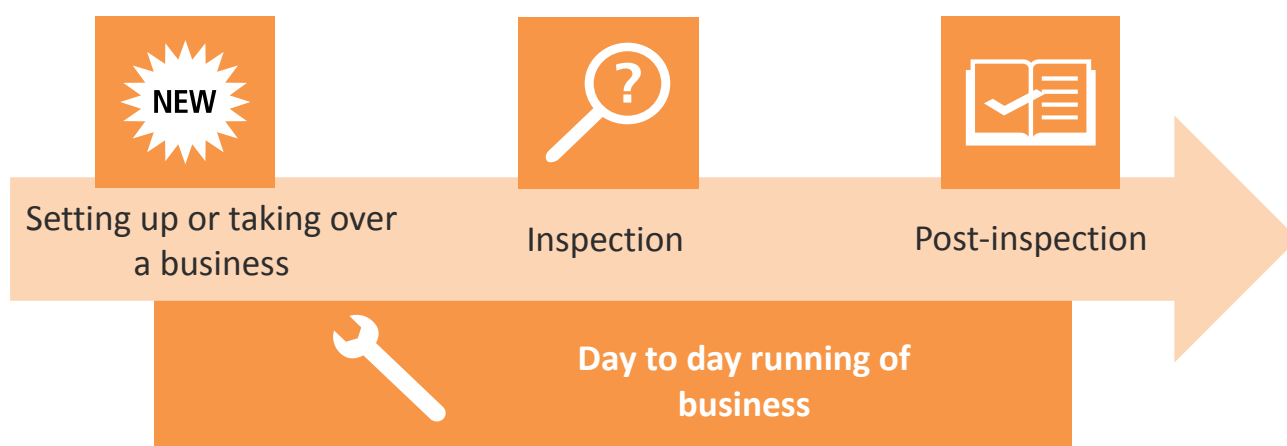 NEW
?
Setting up or taking over
a business
Inspection
Post-inspection
Day to day running of
business